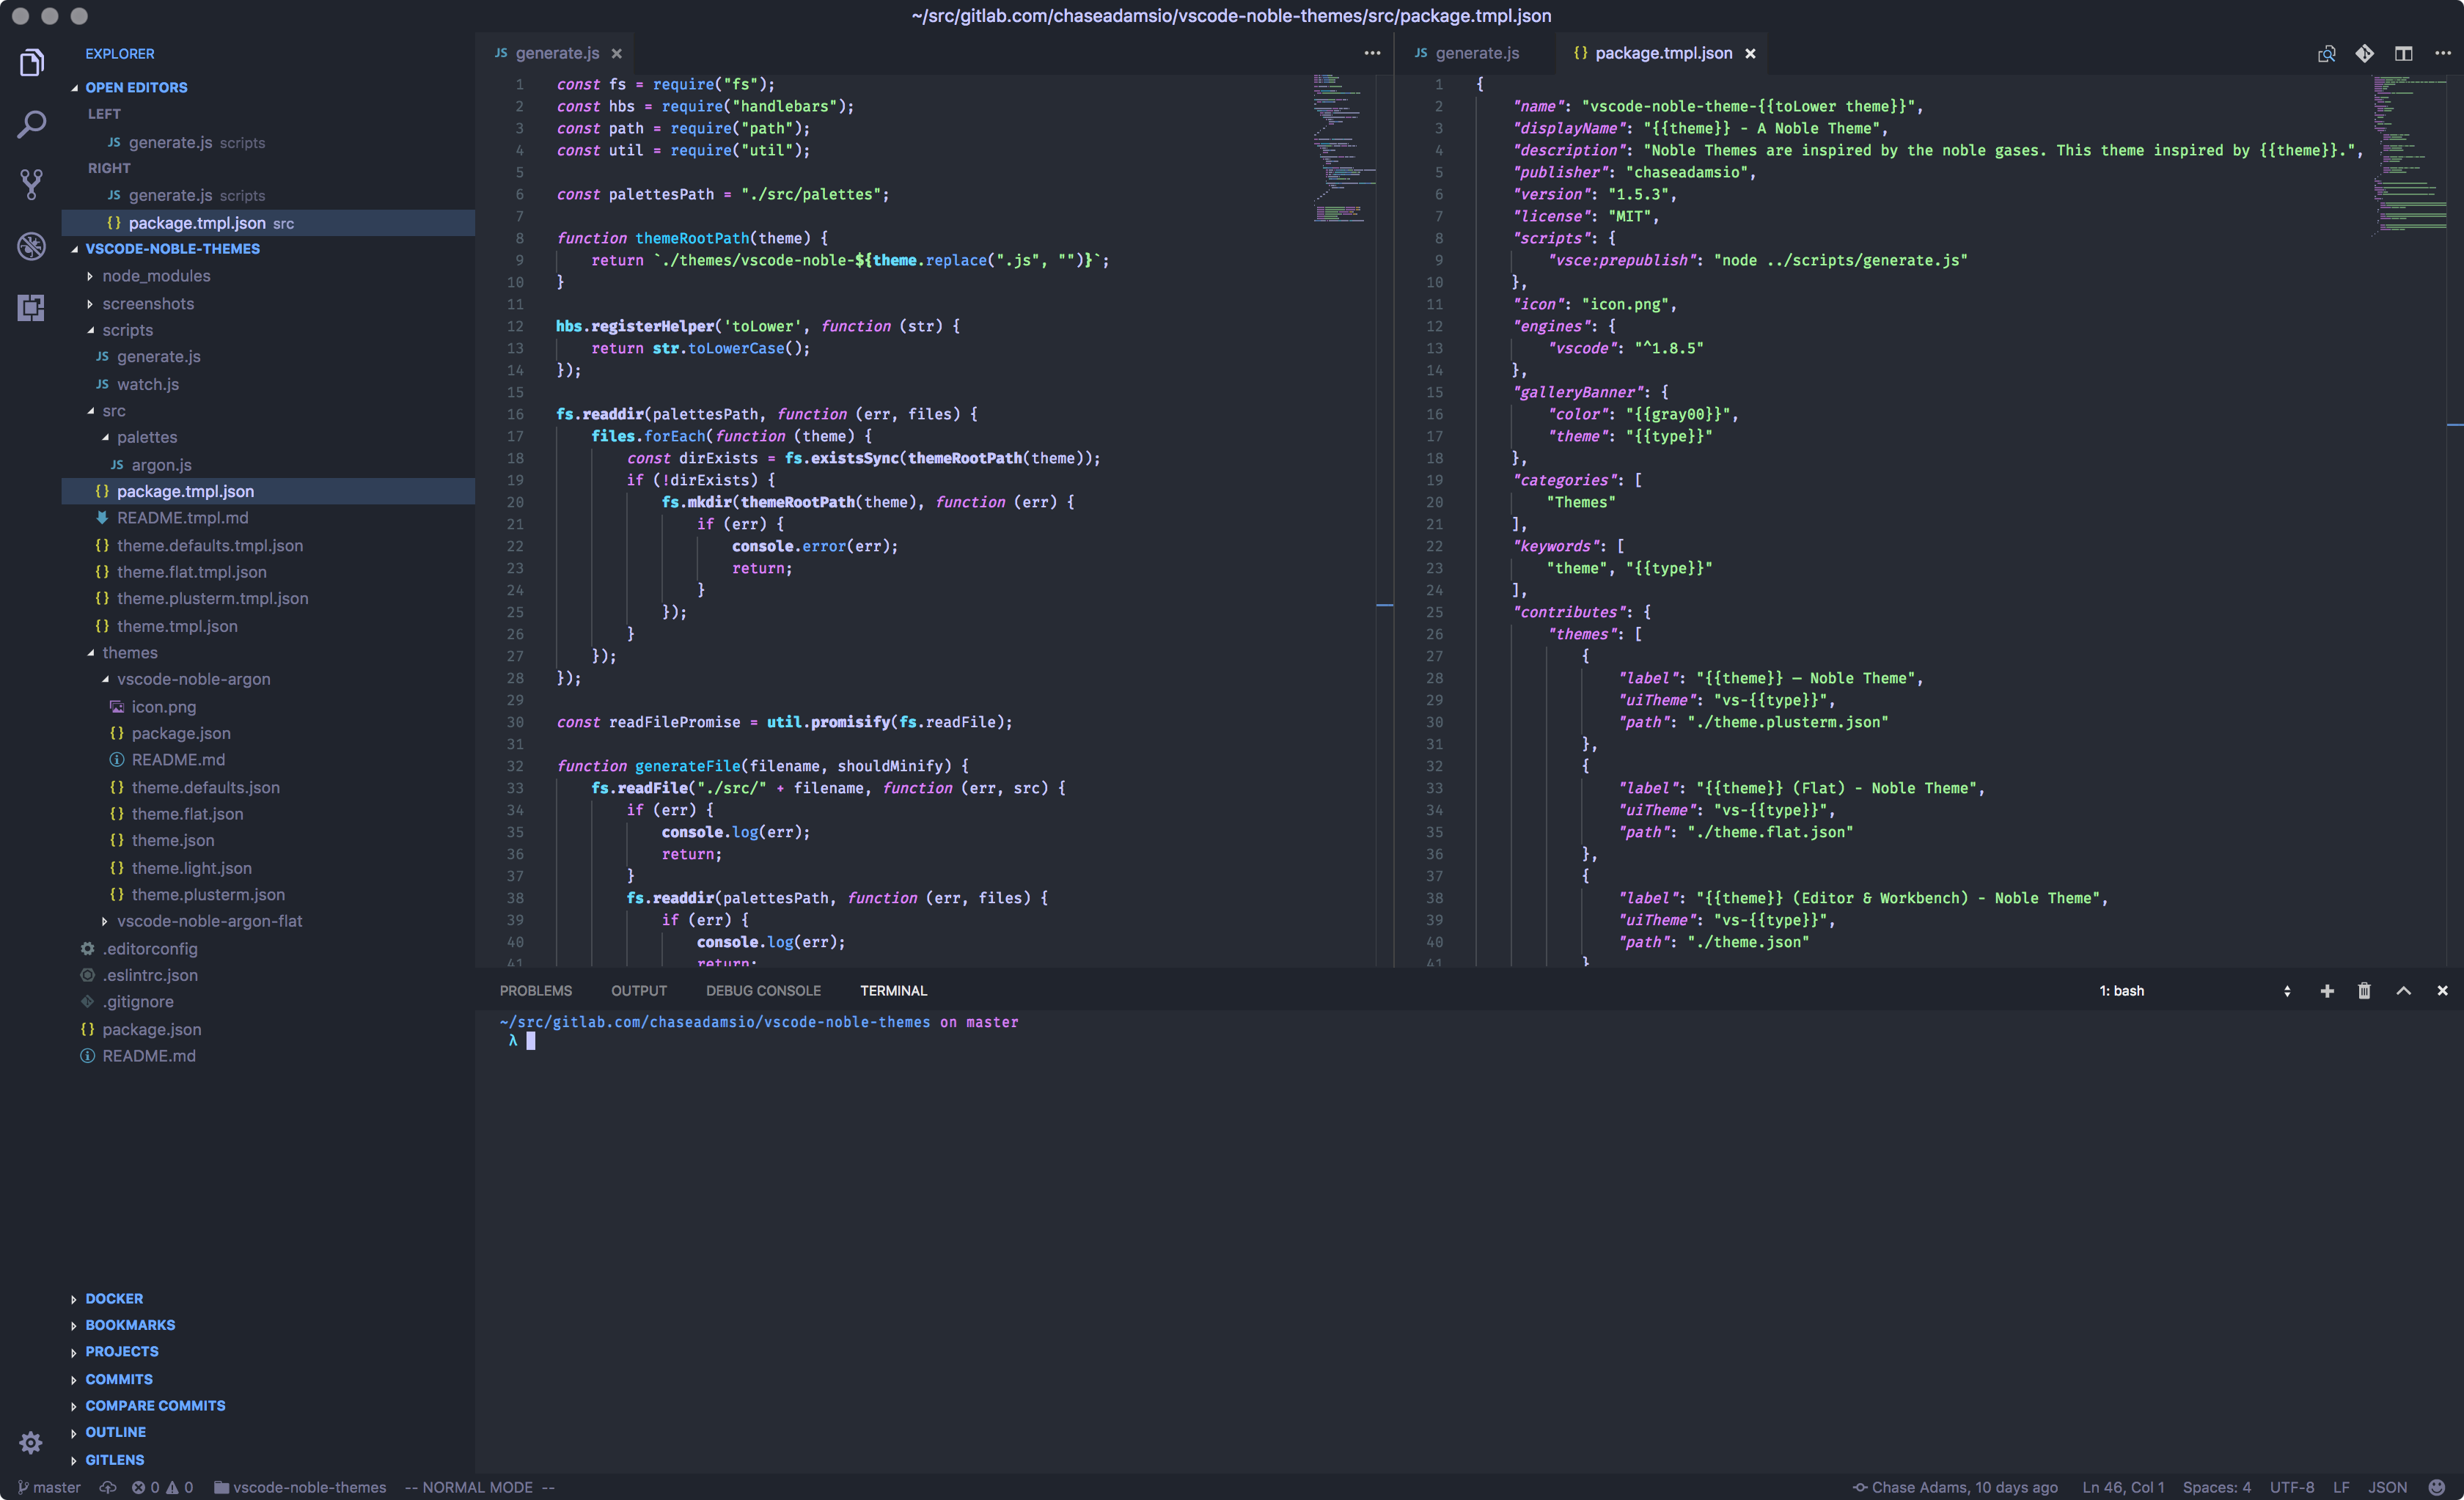 ~/src/gitlab.com/chaseadamsio/vscode-noble-themes/src/package.tmpl.json
EXPLORER
OPEN EDITORS
LEFT
JS generate.js scripts
RIGHT
JS generate.js scripts
{} package.tmpl.json src
VSCODE-NOBLE-THEMES
node_modules
screenshots
scripts
JS generate.js
JS watch.js
src
palettes
JS argon.js
{} package.tmpl.json
README.tmpl.md
{} theme.defaults.tmpl.json
{} theme.flat.tmpl.json
{} theme.plusterm.tmpl.json
{} theme.tmpl.json
themes
vscode-noble-argon
icon.png
{} package.json
README.md
{} theme.defaults.json
{} theme.flat.json
{} theme.json
{} theme.light.json
{} theme.plusterm.json
vscode-noble-argon-flat
.editorconfig
.eslintrc.json
.gitignore
{} package.json
README.md
DOCKER
BOOKMARKS
PROJECTS
COMMITS
COMPARE COMMITS
OUTLINE
GITLENS
JS generate.js
1 const fs = require("fs");
2 const hbs = require("handlebars");
3 const path = require("path");
4 const util = require("util");
5
6 const palettesPath = "./src/palettes";
7
8 function themeRootPath(theme) {
9     return `./themes/vscode-noble-${theme.replace(".js", "")}`;
10 }
11
12 hbs.registerHelper('toLower', function (str) {
13     return str.toLowerCase();
14 });
15
16 fs.readdir(palettesPath, function (err, files) {
17     files.forEach(function (theme) {
18         const dirExists = fs.existsSync(themeRootPath(theme));
19         if (!dirExists) {
20             fs.mkdir(themeRootPath(theme), function (err) {
21                 if (err) {
22                     console.error(err);
23                     return;
24                 }
25             });
26         }
27     });
28 });
29
30 const readFilePromise = util.promisify(fs.readFile);
31
32 function generateFile(filename, shouldMinify) {
33     fs.readFile("./src/" + filename, function (err, src) {
34         if (err) {
35             console.log(err);
36             return;
37         }
38         fs.readdir(palettesPath, function (err, files) {
39             if (err) {
40                 console.log(err);
41                 return;
JS generate.js
{} package.tmpl.json
1 {
2     "name": "vscode-noble-theme-{{toLower theme}}",
3     "displayName": "{{theme}} - A Noble Theme",
4     "description": "Noble Themes are inspired by the noble gases. This theme inspired by {{theme}}.",
5     "publisher": "chaseadamsio",
6     "version": "1.5.3",
7     "license": "MIT",
8     "scripts": {
9         "vsce:prepublish": "node ../scripts/generate.js"
10     },
11     "icon": "icon.png",
12     "engines": {
13         "vscode": "^1.8.5"
14     },
15     "galleryBanner": {
16         "color": "{{gray00}}",
17         "theme": "{{type}}"
18     },
19     "categories": [
20         "Themes"
21     ],
22     "keywords": [
23         "theme", "{{type}}"
24     ],
25     "contributes": {
26         "themes": [
27             {
28                 "label": "{{theme}} — Noble Theme",
29                 "uiTheme": "vs-{{type}}",
30                 "path": "./theme.plusterm.json"
31             },
32             {
33                 "label": "{{theme}} (Flat) - Noble Theme",
34                 "uiTheme": "vs-{{type}}",
35                 "path": "./theme.flat.json"
36             },
37             {
38                 "label": "{{theme}} (Editor & Workbench) - Noble Theme",
39                 "uiTheme": "vs-{{type}}",
40                 "path": "./theme.json"
41             }
PROBLEMS OUTPUT DEBUG CONSOLE TERMINAL 1: bash
~/src/gitlab.com/chaseadamsio/vscode-noble-themes on master
λ
master 0 0 vscode-noble-themes -- NORMAL MODE -- Chase Adams, 10 days ago Ln 46, Col 1 Spaces: 4 UTF-8 LF JSON